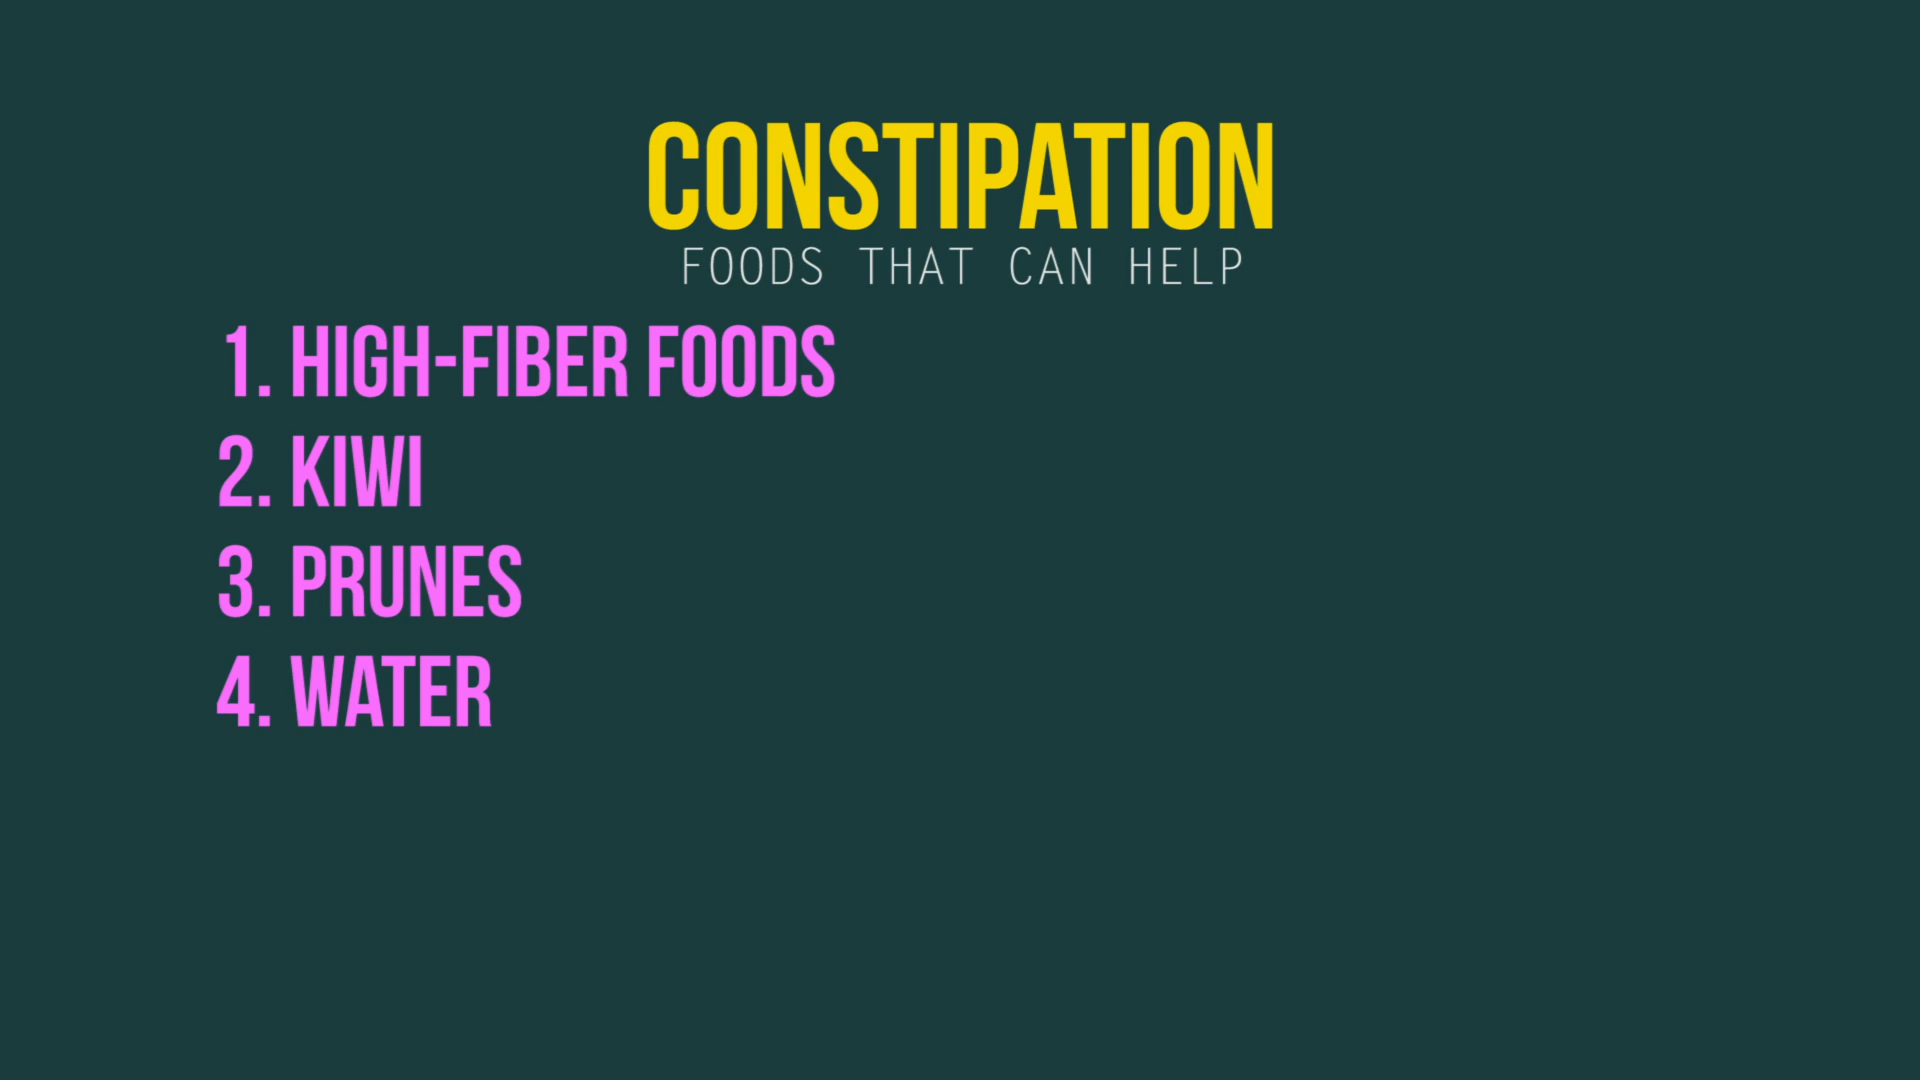 CONSTIPATION
FOODS THAT CAN HELP
1. HIGH-FIBER FOODS
2. KIWI
3. PRUNES
4. WATER